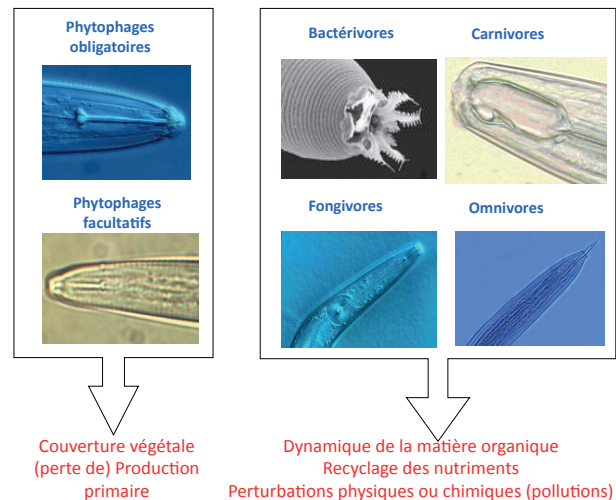 Phytophages
obligatoires
Phytophages
facultatifs
Couverture végétale
(perte de) Production
primaire
Bactérivores
Carnivores
Fongivores
Omnivores
Dynamique de la matière organique
Recyclage des nutriments
Perturbations physiques ou chimiques (pollutions)